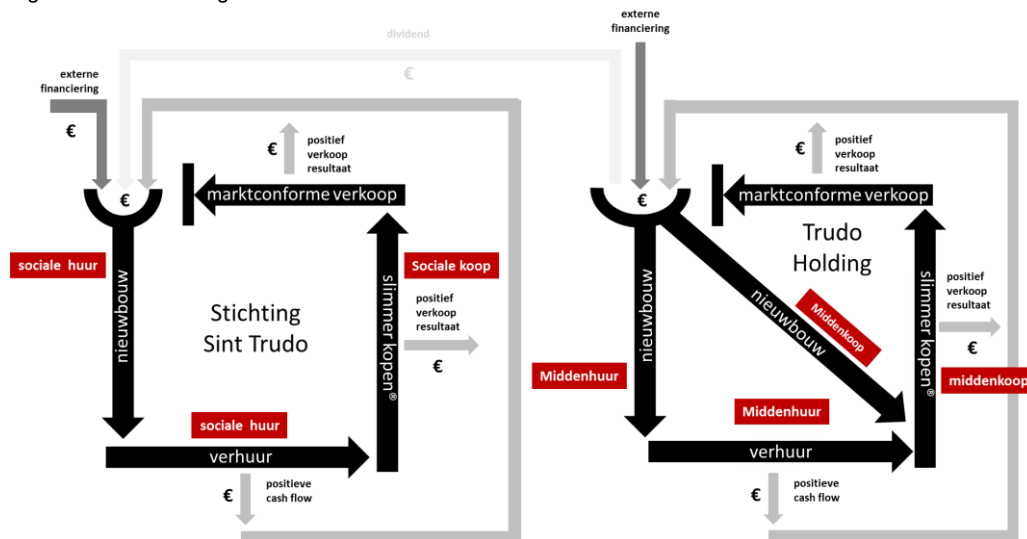 dividend
€
externe
financiering
€
positief
verkoop
resultaat
€
marktconforme verkoop
€
sociale huur
nieuwbouw
Stichting
Sint Trudo
Sociale koop
slimmer kopen®
positief
verkoop
resultaat
€
sociale huur
verhuur
€
positieve
cash flow
externe
financiering
positief
verkoop
resultaat
€
marktconforme verkoop
€
Trudo
Holding
nieuwbouw
nieuwbouw
Middenkoop
slimmer kopen®
positief
verkoop
resultaat
€
Middenhuur
middenkoop
Middenhuur
verhuur
€
positieve
cash flow